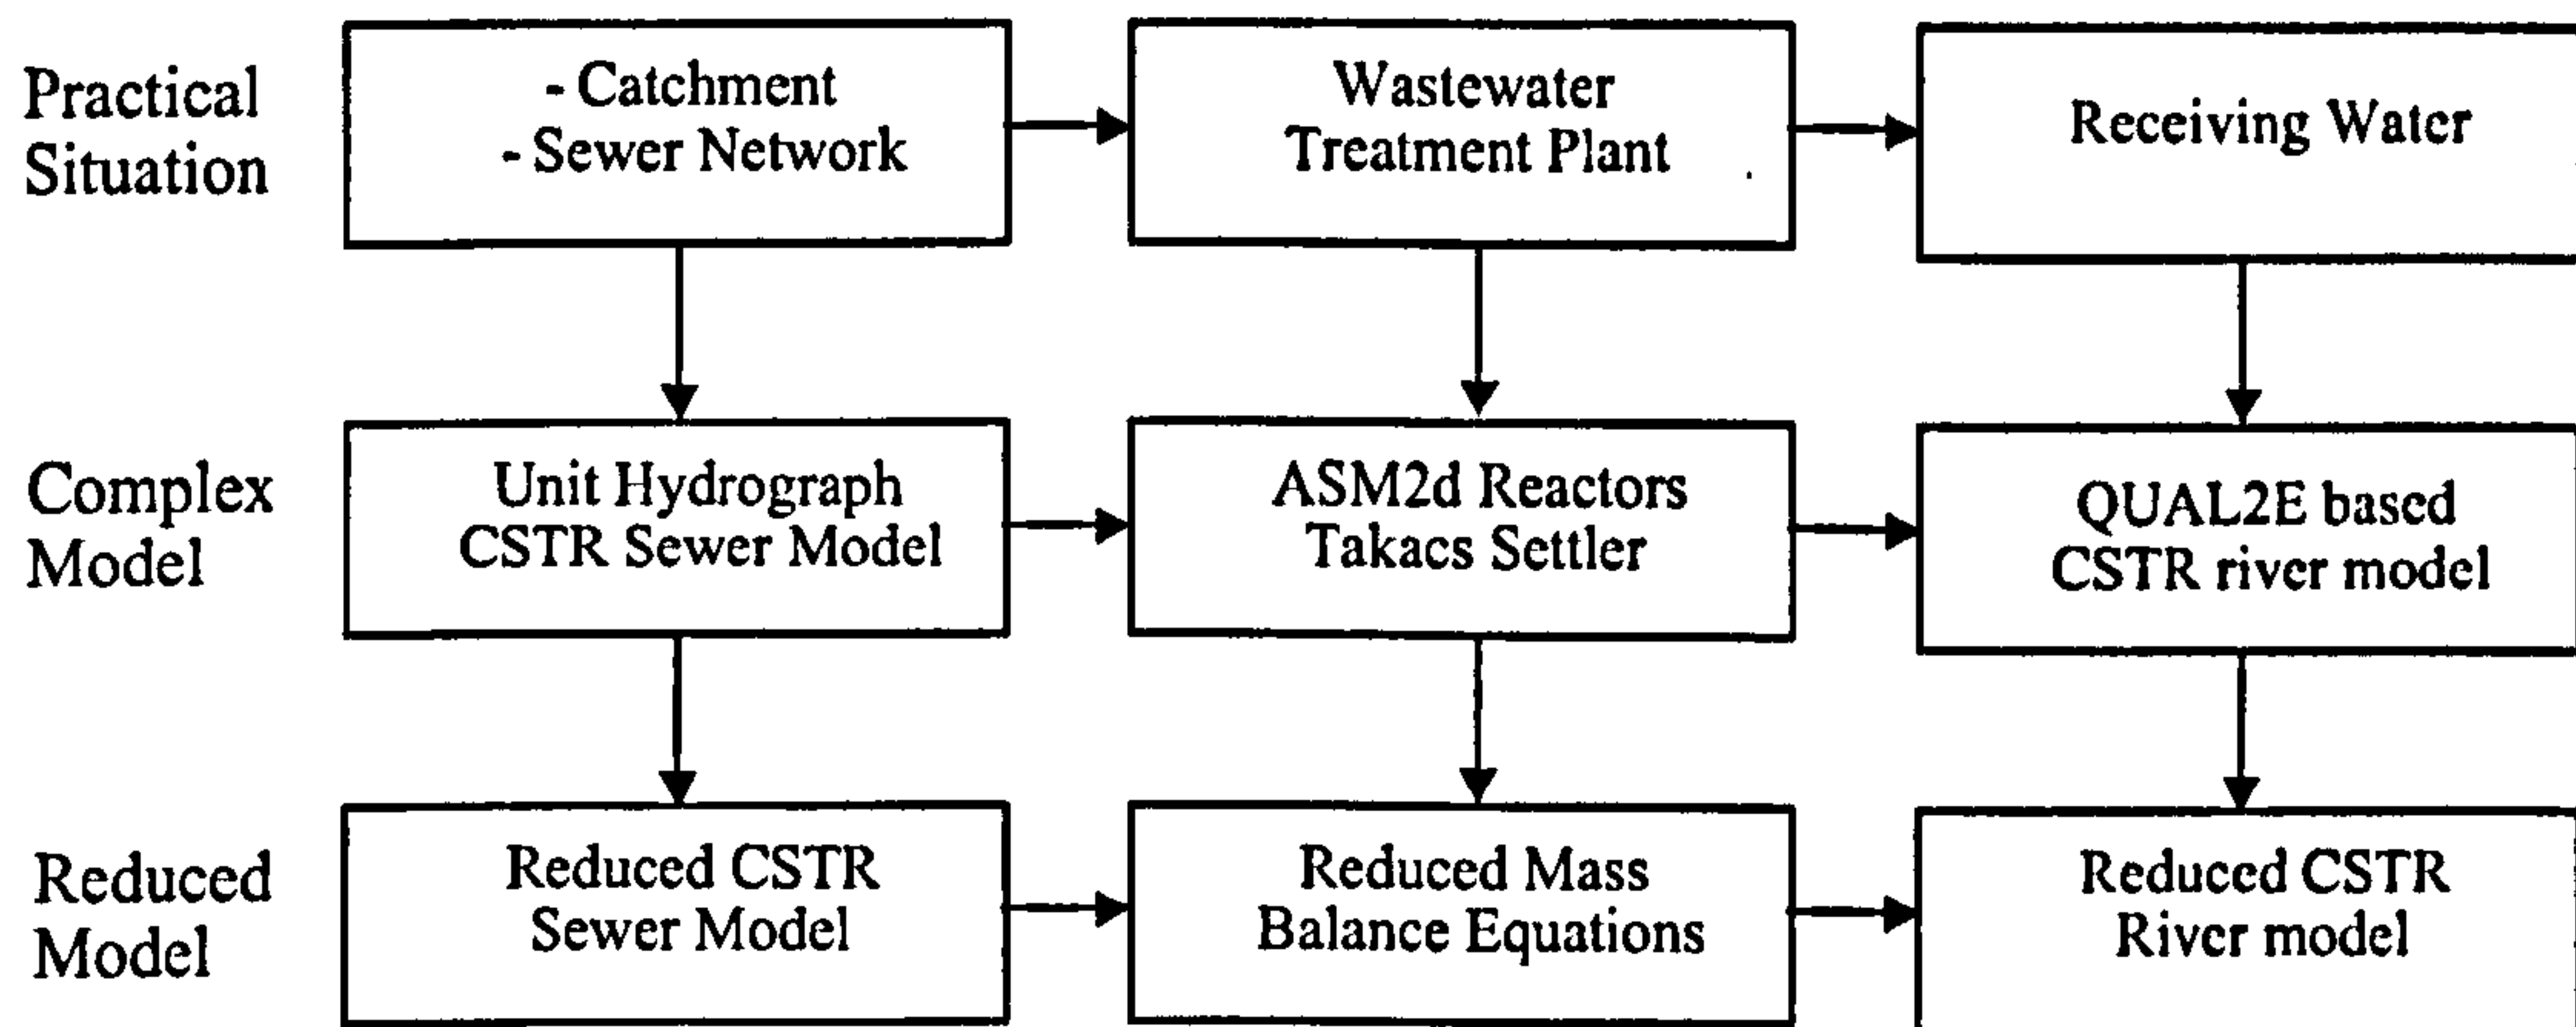 Practical
Situation
- Catchment
- Sewer Network
Wastewater
Treatment Plant
Receiving Water
Complex
Model
Unit Hydrograph
CSTR Sewer Model
ASM2d Reactors
Takacs Settler
QUAL2E based
CSTR river model
Reduced
Model
Reduced CSTR
Sewer Model
Reduced Mass
Balance Equations
Reduced CSTR
River model